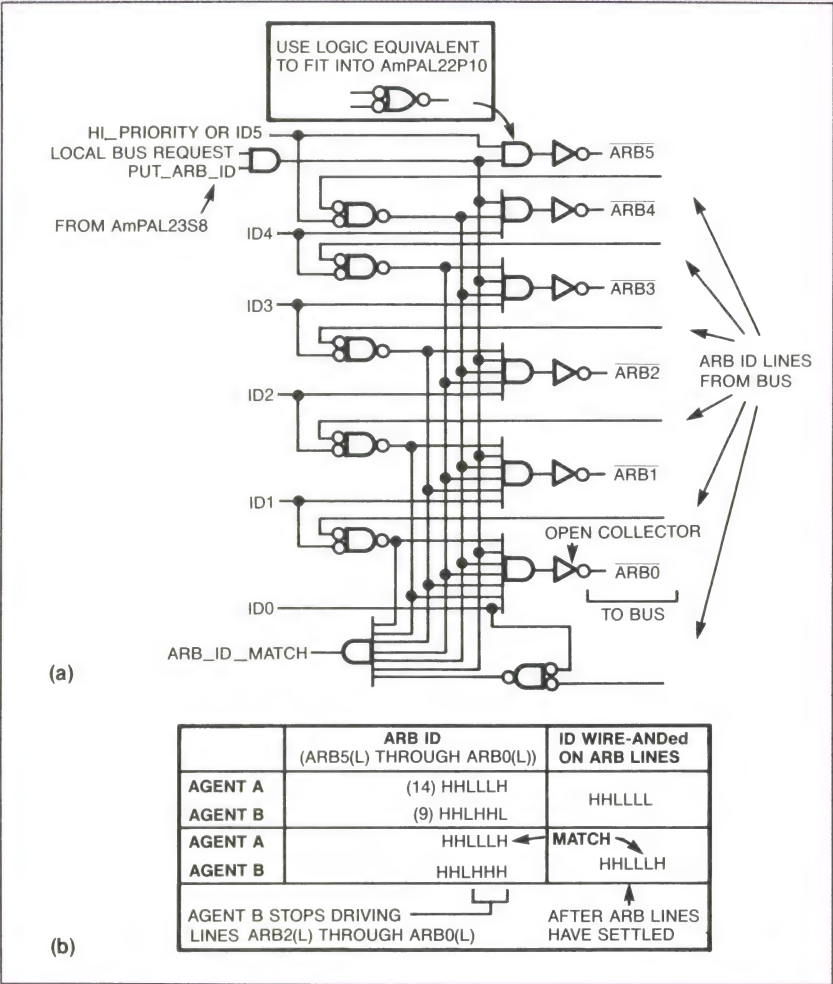 USE LOGIC EQUIVALENT
TO FIT INTO AmPAL22P10
HI_PRIORITY OR ID5
LOCAL BUS REQUEST
PUT_ARB_ID
FROM AmPAL23S8
ARB5
ARB4
ID4
ARB3
ID3
ARB2
ARB ID LINES
FROM BUS
ID2
ARB1
ID1
OPEN COLLECTOR
ARB0
TO BUS
ID0
ARB_ID_MATCH
(a)
ARB ID
(ARB5(L) THROUGH ARB0(L))
ID WIRE-ANDed
ON ARB LINES
AGENT A (14) HHLLLH
HHLLLL
AGENT B (9) HHLHHL
AGENT A HHLLLH MATCH
HHLLLH
AGENT B HHLHHH
AGENT B STOPS DRIVING
LINES ARB2(L) THROUGH ARB0(L)
AFTER ARB LINES
HAVE SETTLED
(b)